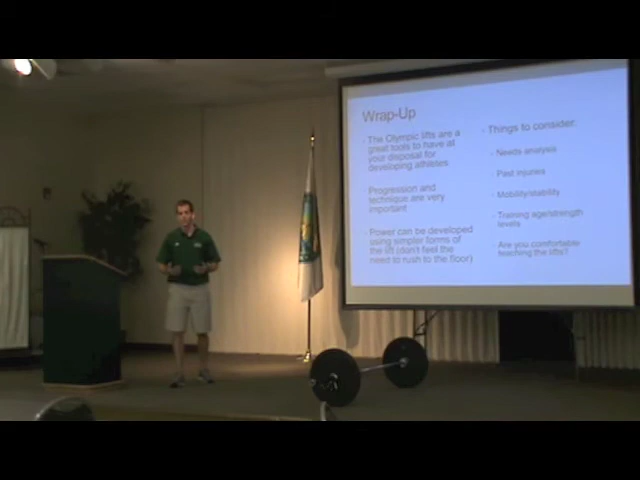 Wrap-Up
The Olympic lifts are a
great tools to have at
your disposal for
developing athletes
Progression and
technique are very
important
Power can be developed
using simpler forms of
the lift (don't feel the
need to rush to the floor)
Things to consider:
Needs analysis
Past injuries
Mobility/stability
Training age/strength
levels
Are you comfortable
teaching the lifts?